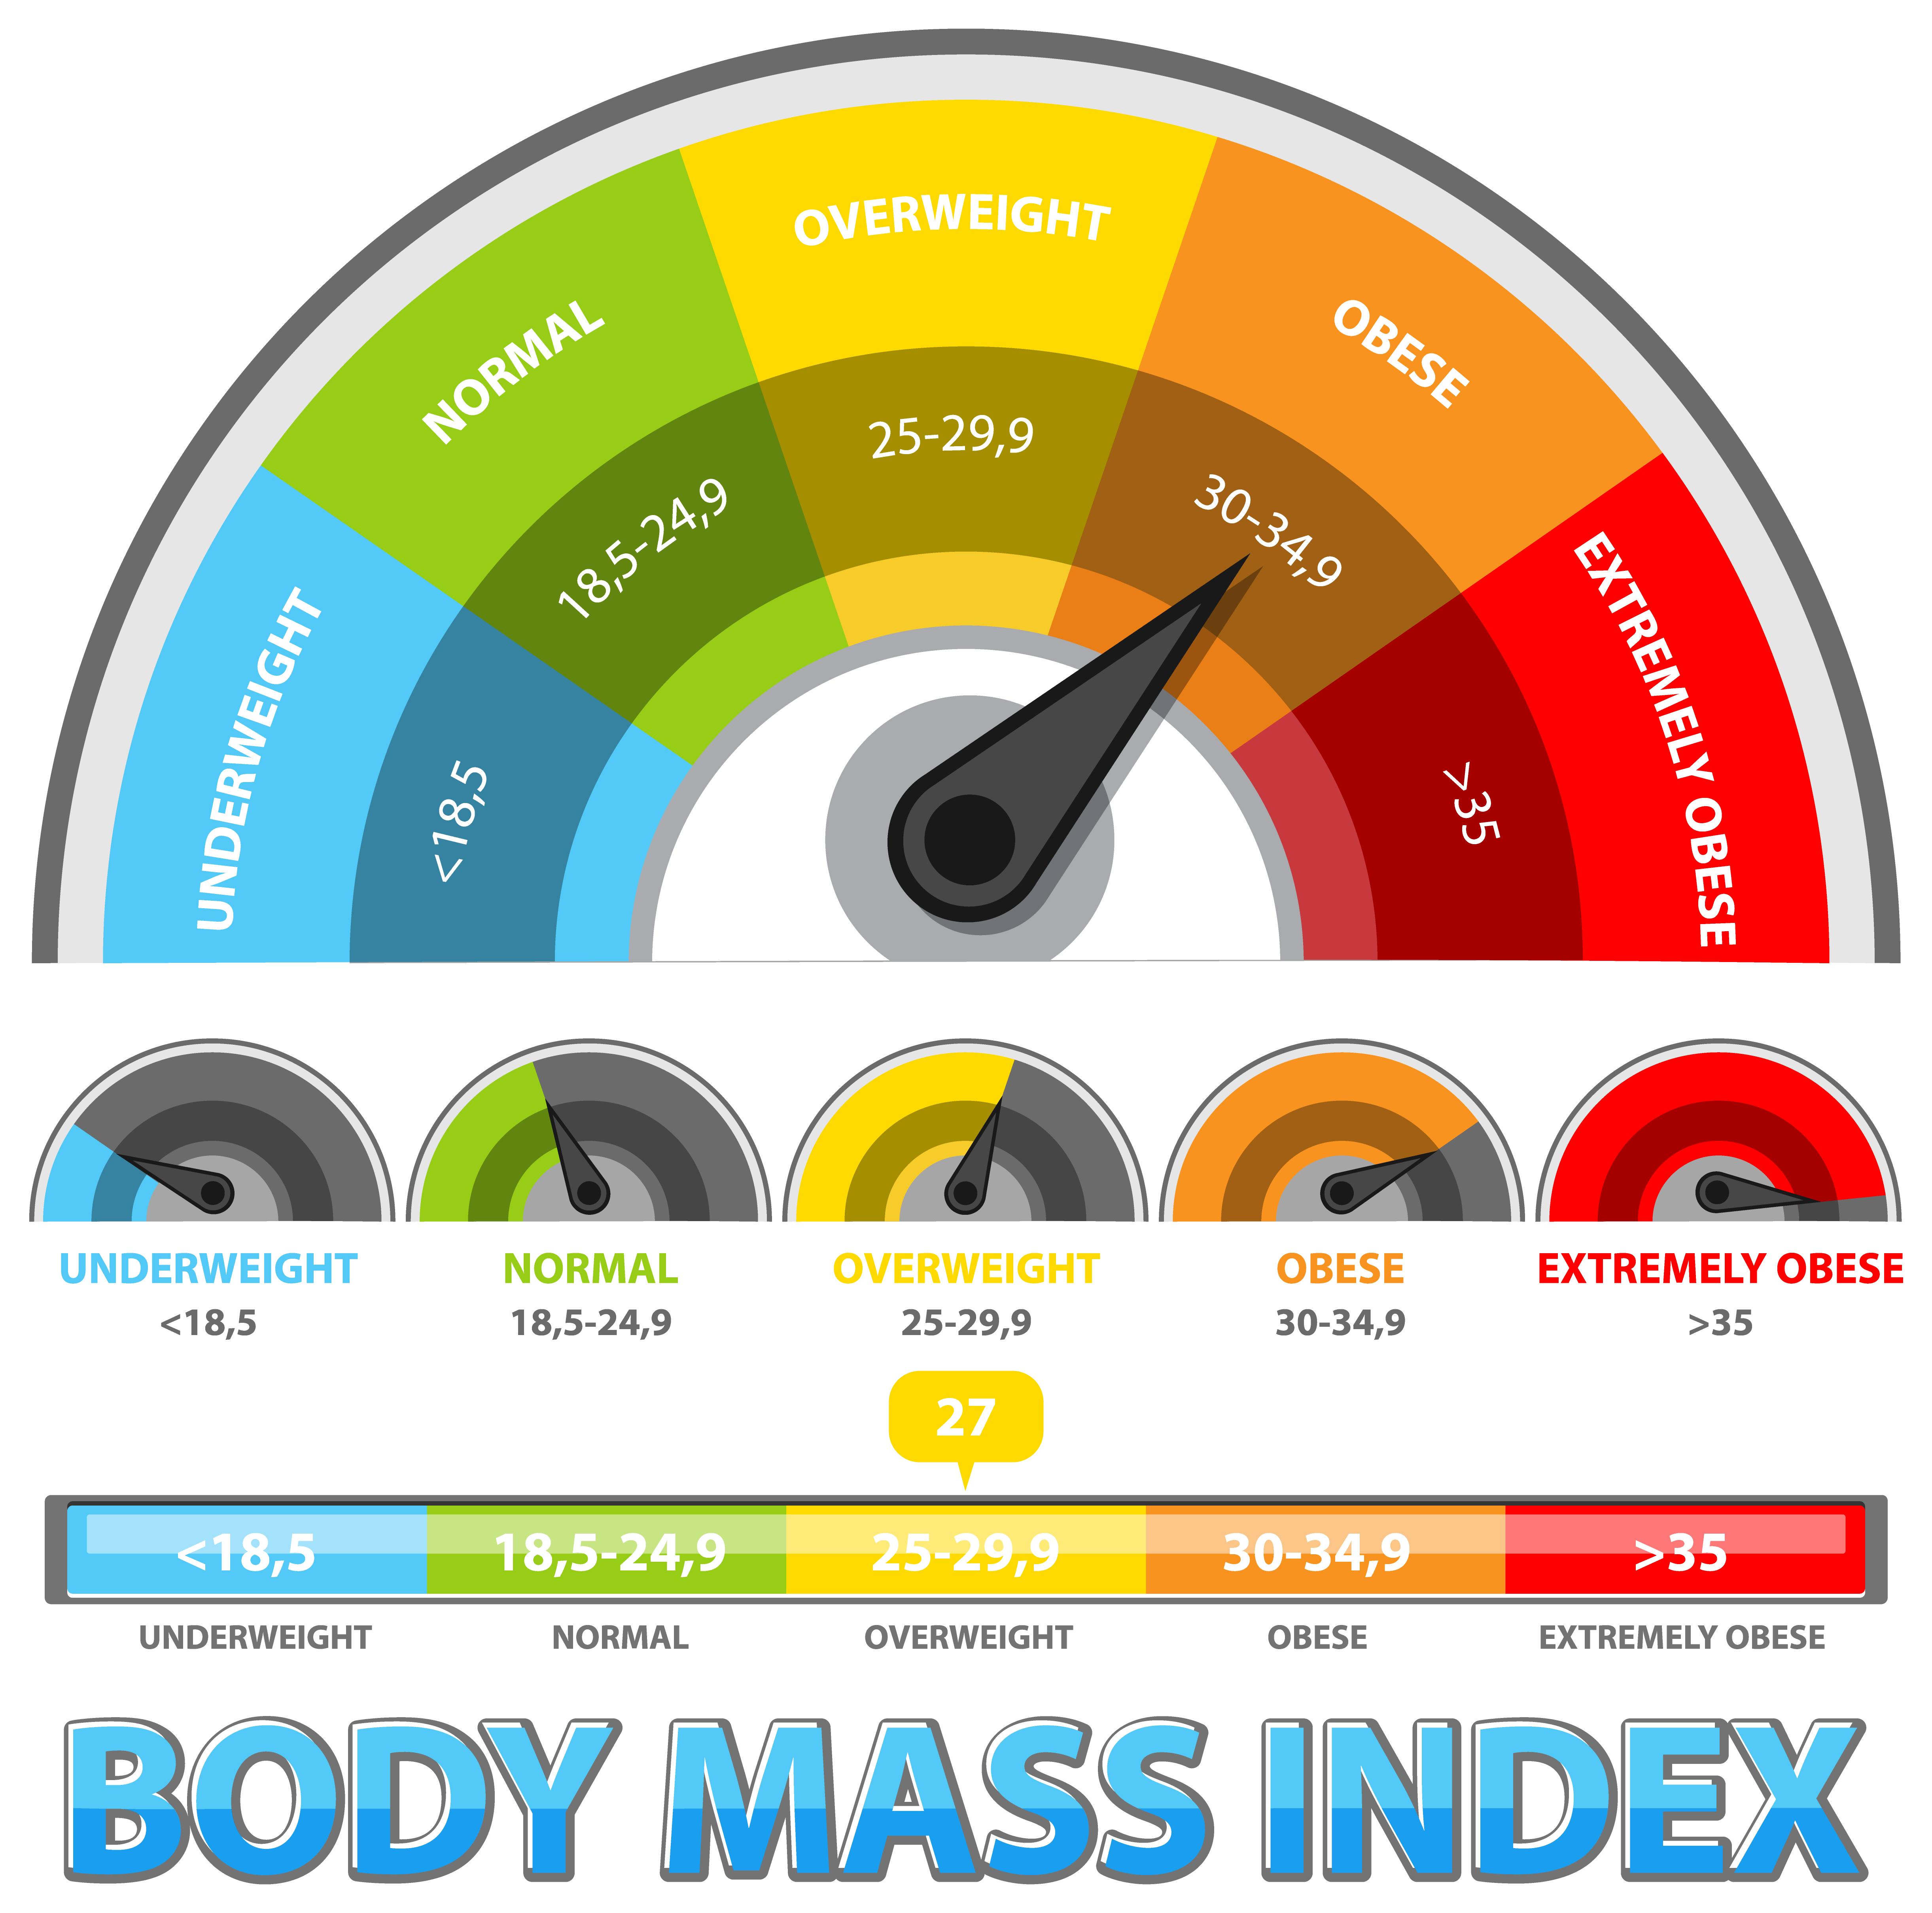 OVERWEIGHT
NORMAL
OBESE
UNDERWEIGHT
EXTREMELY OBESE
25-29,9
18,5-24,9
30-34,9
<18,5
>35
UNDERWEIGHT
<18,5
NORMAL
18,5-24,9
OVERWEIGHT
25-29,9
OBESE
30-34,9
EXTREMELY OBESE
>35
27
<18,5 18,5-24,9 25-29,9 30-34,9 >35
UNDERWEIGHT NORMAL OVERWEIGHT OBESE EXTREMELY OBESE
BODY MASS INDEX